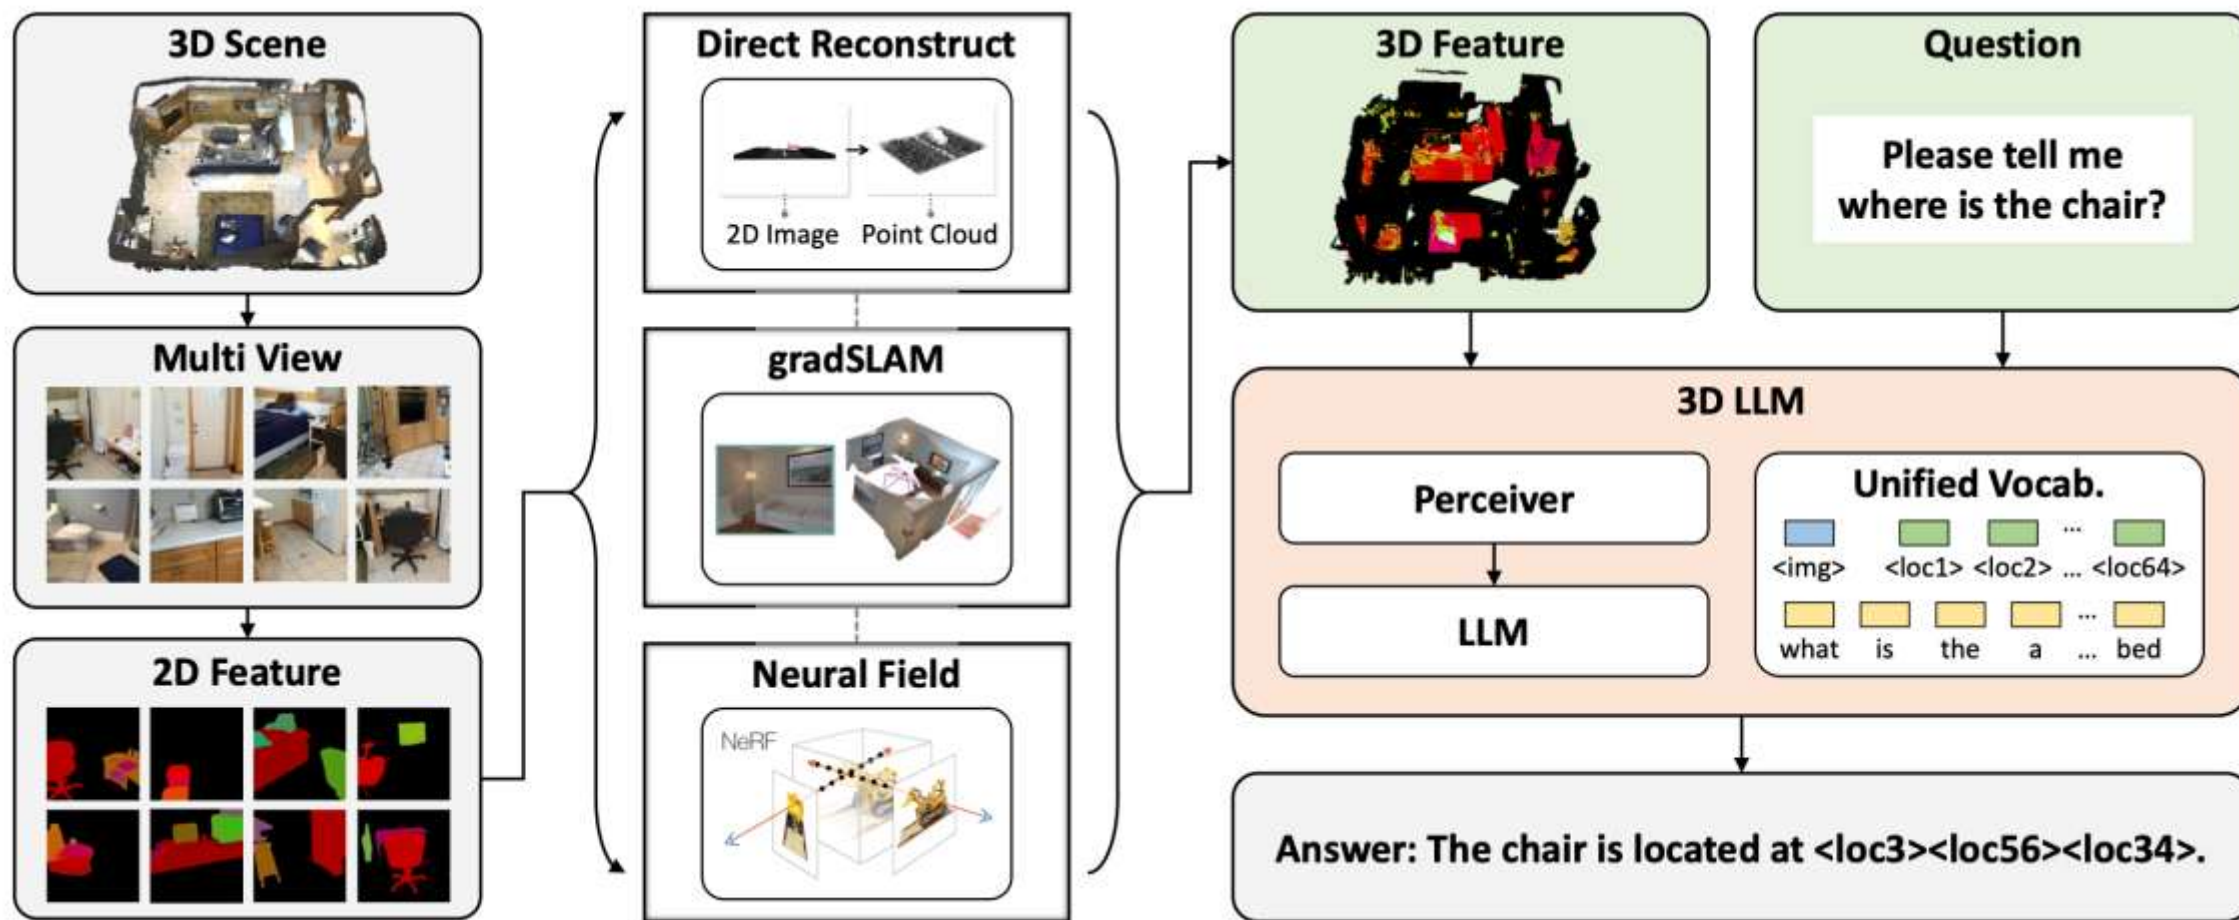 3D Scene
Multi View
2D Feature
Direct Reconstruct
2D Image Point Cloud
gradSLAM
Neural Field
NeRF
3D Feature
Question
Please tell me
where is the chair?
3D LLM
Perceiver
LLM
Unified Vocab.
...
<img> <loc1> <loc2> ... <loc64>
...
what is the a ... bed
Answer: The chair is located at <loc3><loc56><loc34>.